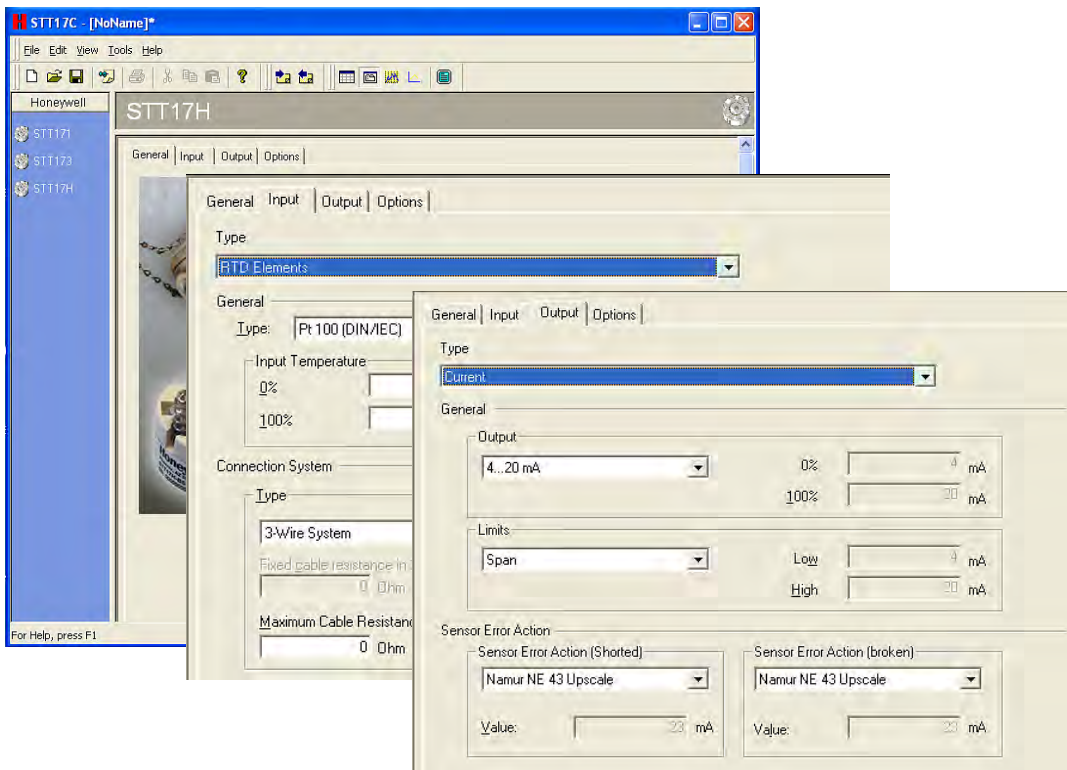 STT17C - [NoName]*
File Edit View Tools Help
Honeywell
STT17H
STT171
STT173
STT17H
General Input Output Options
For Help, press F1
General Input Output Options
Type
RTD Elements
General
Type: Pt 100 (DIN/IEC)
Input Temperature
0%
100%
Connection System
Type
3-Wire System
Fixed cable resistance in
0 Ohm
Maximum Cable Resistanc
0 Ohm
General Input Output Options
Type
Current
General
Output
4...20 mA
0% 4 mA
100% 20 mA
Limits
Span
Low 4 mA
High 20 mA
Sensor Error Action
Sensor Error Action (Shorted)
Namur NE 43 Upscale
Value: 23 mA
Sensor Error Action (broken)
Namur NE 43 Upscale
Value: 23 mA